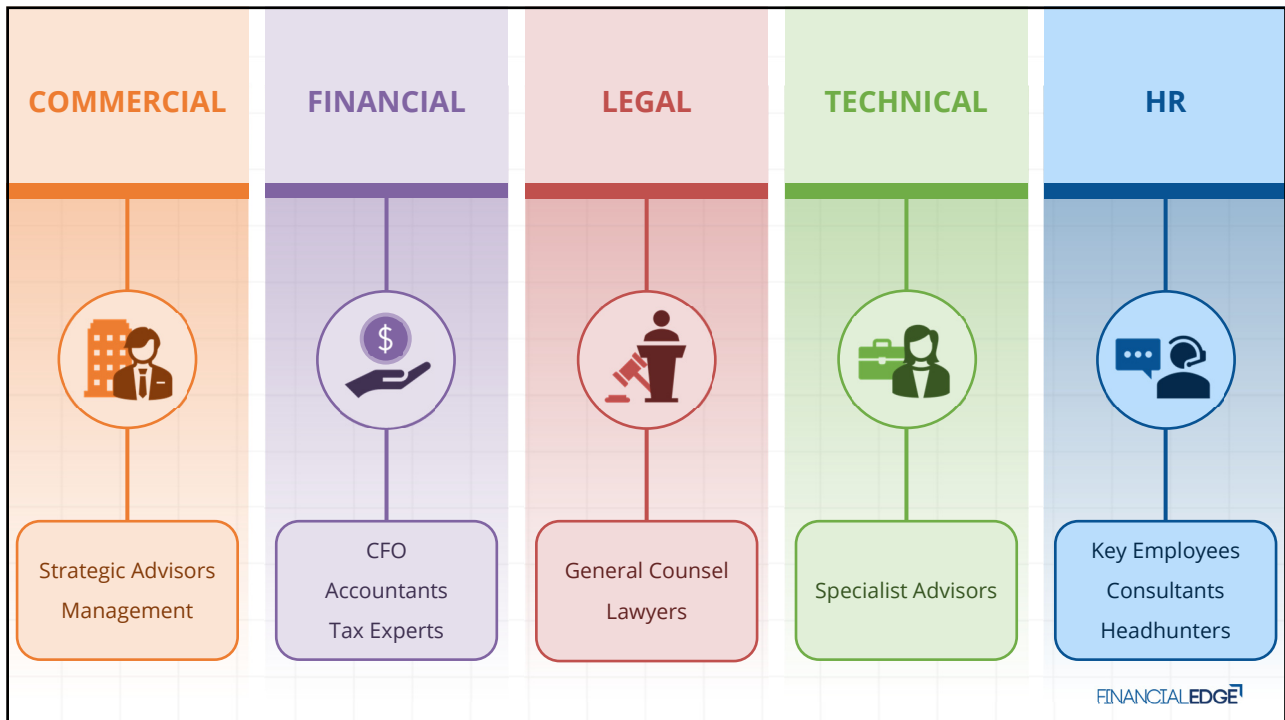 COMMERCIAL
FINANCIAL
LEGAL
TECHNICAL
HR
$
Strategic Advisors
Management
CFO
Accountants
Tax Experts
General Counsel
Lawyers
Specialist Advisors
Key Employees
Consultants
Headhunters
FINANCIALEDGE